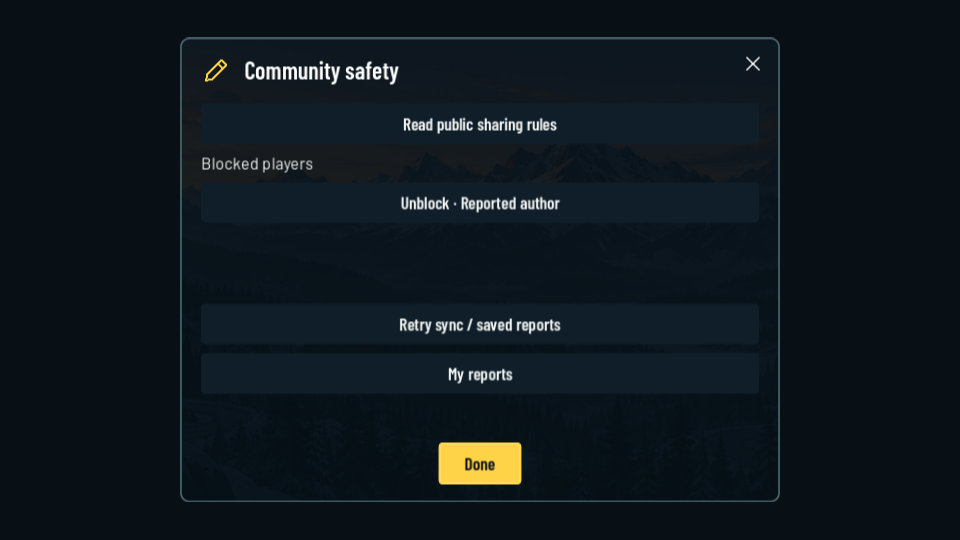 Community safety
Read public sharing rules
Blocked players
Unblock · Reported author
Retry sync / saved reports
My reports
Done